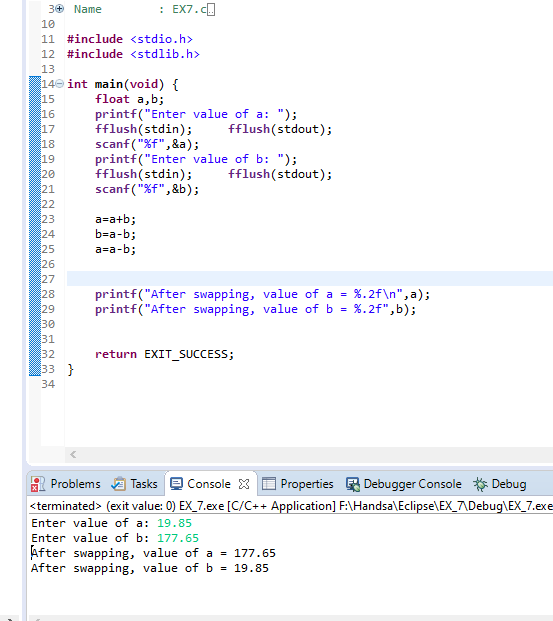 3 Name : EX7.c
10
11 #include <stdio.h>
12 #include <stdlib.h>
13
14 int main(void) {
15 float a,b;
16 printf("Enter value of a: ");
17 fflush(stdin); fflush(stdout);
18 scanf("%f",&a);
19 printf("Enter value of b: ");
20 fflush(stdin); fflush(stdout);
21 scanf("%f",&b);
22
23 a=a+b;
24 b=a-b;
25 a=a-b;
26
27
28 printf("After swapping, value of a = %.2f\n",a);
29 printf("After swapping, value of b = %.2f",b);
30
31
32 return EXIT_SUCCESS;
33 }
34
Problems Tasks Console Properties Debugger Console Debug
<terminated> (exit value: 0) EX_7.exe [C/C++ Application] F:\Handsa\Eclipse\EX_7\Debug\EX_7.exe
Enter value of a: 19.85
Enter value of b: 177.65
After swapping, value of a = 177.65
After swapping, value of b = 19.85